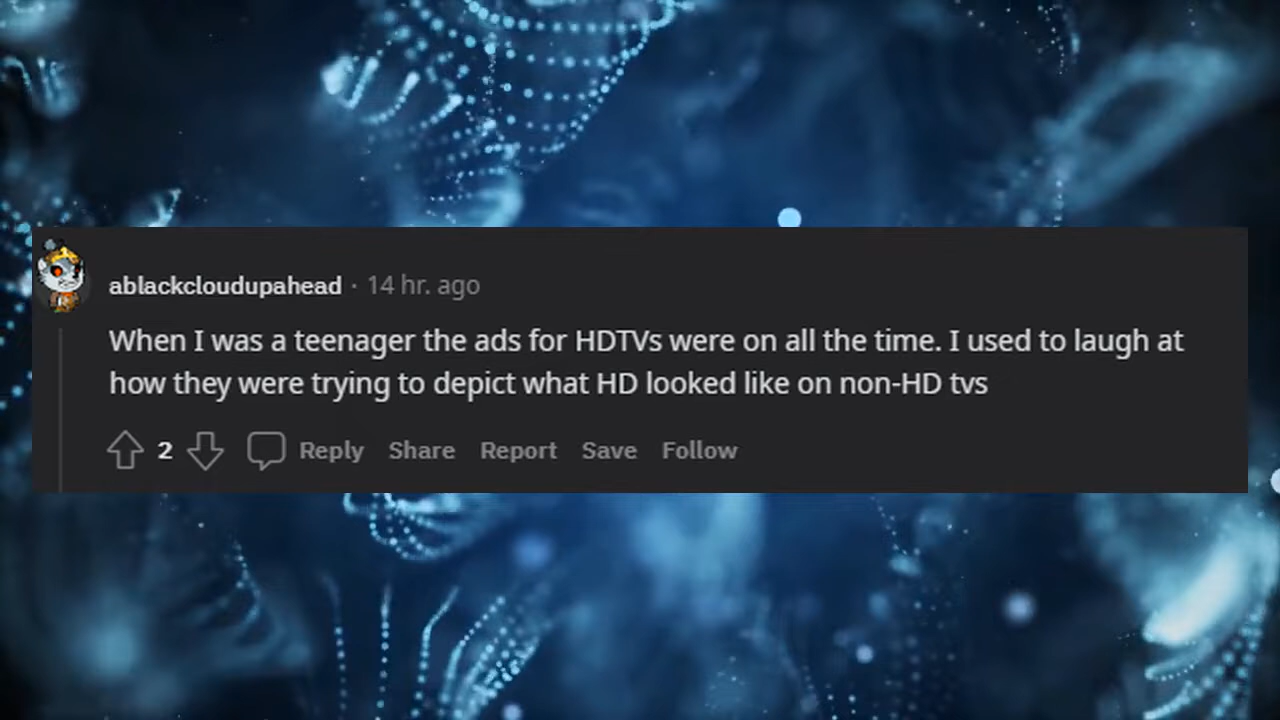 ablackcloudupahead · 14 hr. ago
When I was a teenager the ads for HDTVs were on all the time. I used to laugh at
how they were trying to depict what HD looked like on non-HD tvs
2 Reply Share Report Save Follow